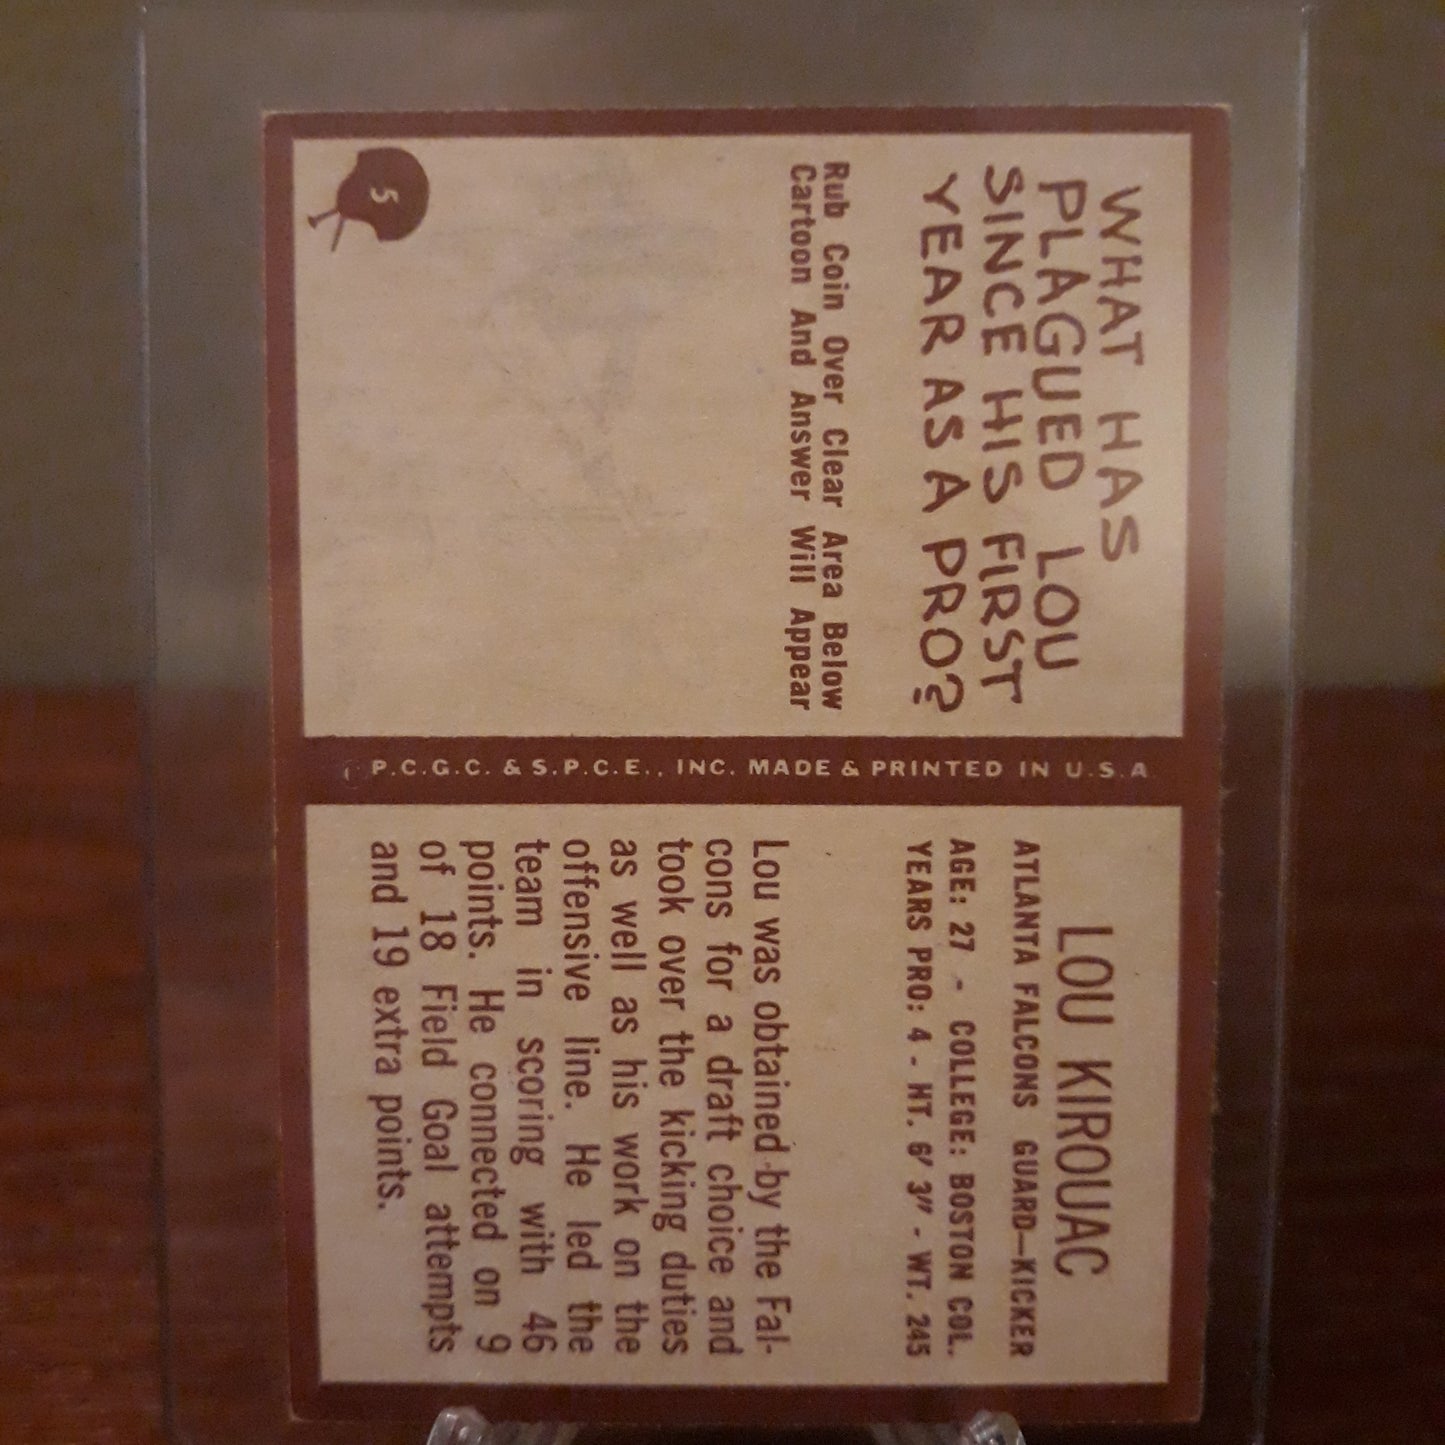 WHAT HAS
PLAGUED LOU
SINCE HIS FIRST
YEAR AS A PRO?
Rub Coin Over Clear Area Below
Cartoon And Answer Will Appear
5
P.C.G.C. & S.P.C.E., INC. MADE & PRINTED IN U.S.A
LOU KIROUAC
ATLANTA FALCONS GUARD—KICKER
AGE: 27 - COLLEGE: BOSTON COL.
YEARS PRO: 4 - HT. 6' 3" - WT. 245
Lou was obtained by the Fal-
cons for a draft choice and
took over the kicking duties
as well as his work on the
offensive line. He led the
team in scoring with 46
points. He connected on 9
of 18 Field Goal attempts
and 19 extra points.